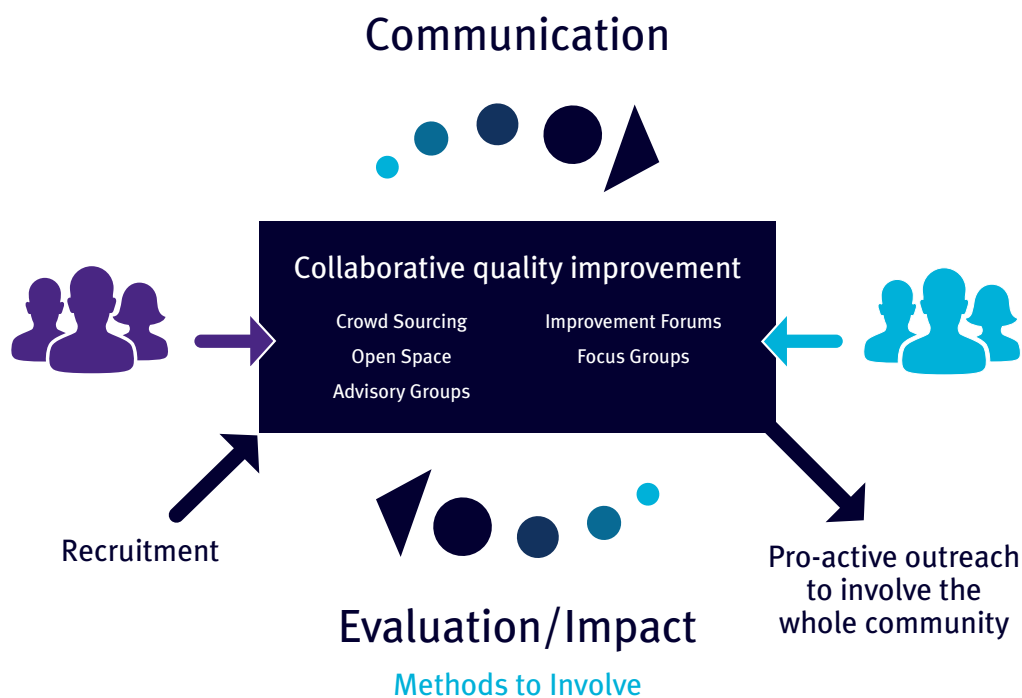 Communication
Collaborative quality improvement
Crowd Sourcing
Open Space
Advisory Groups
Improvement Forums
Focus Groups
Recruitment
Pro-active outreach
to involve the
whole community
Evaluation/Impact
Methods to Involve